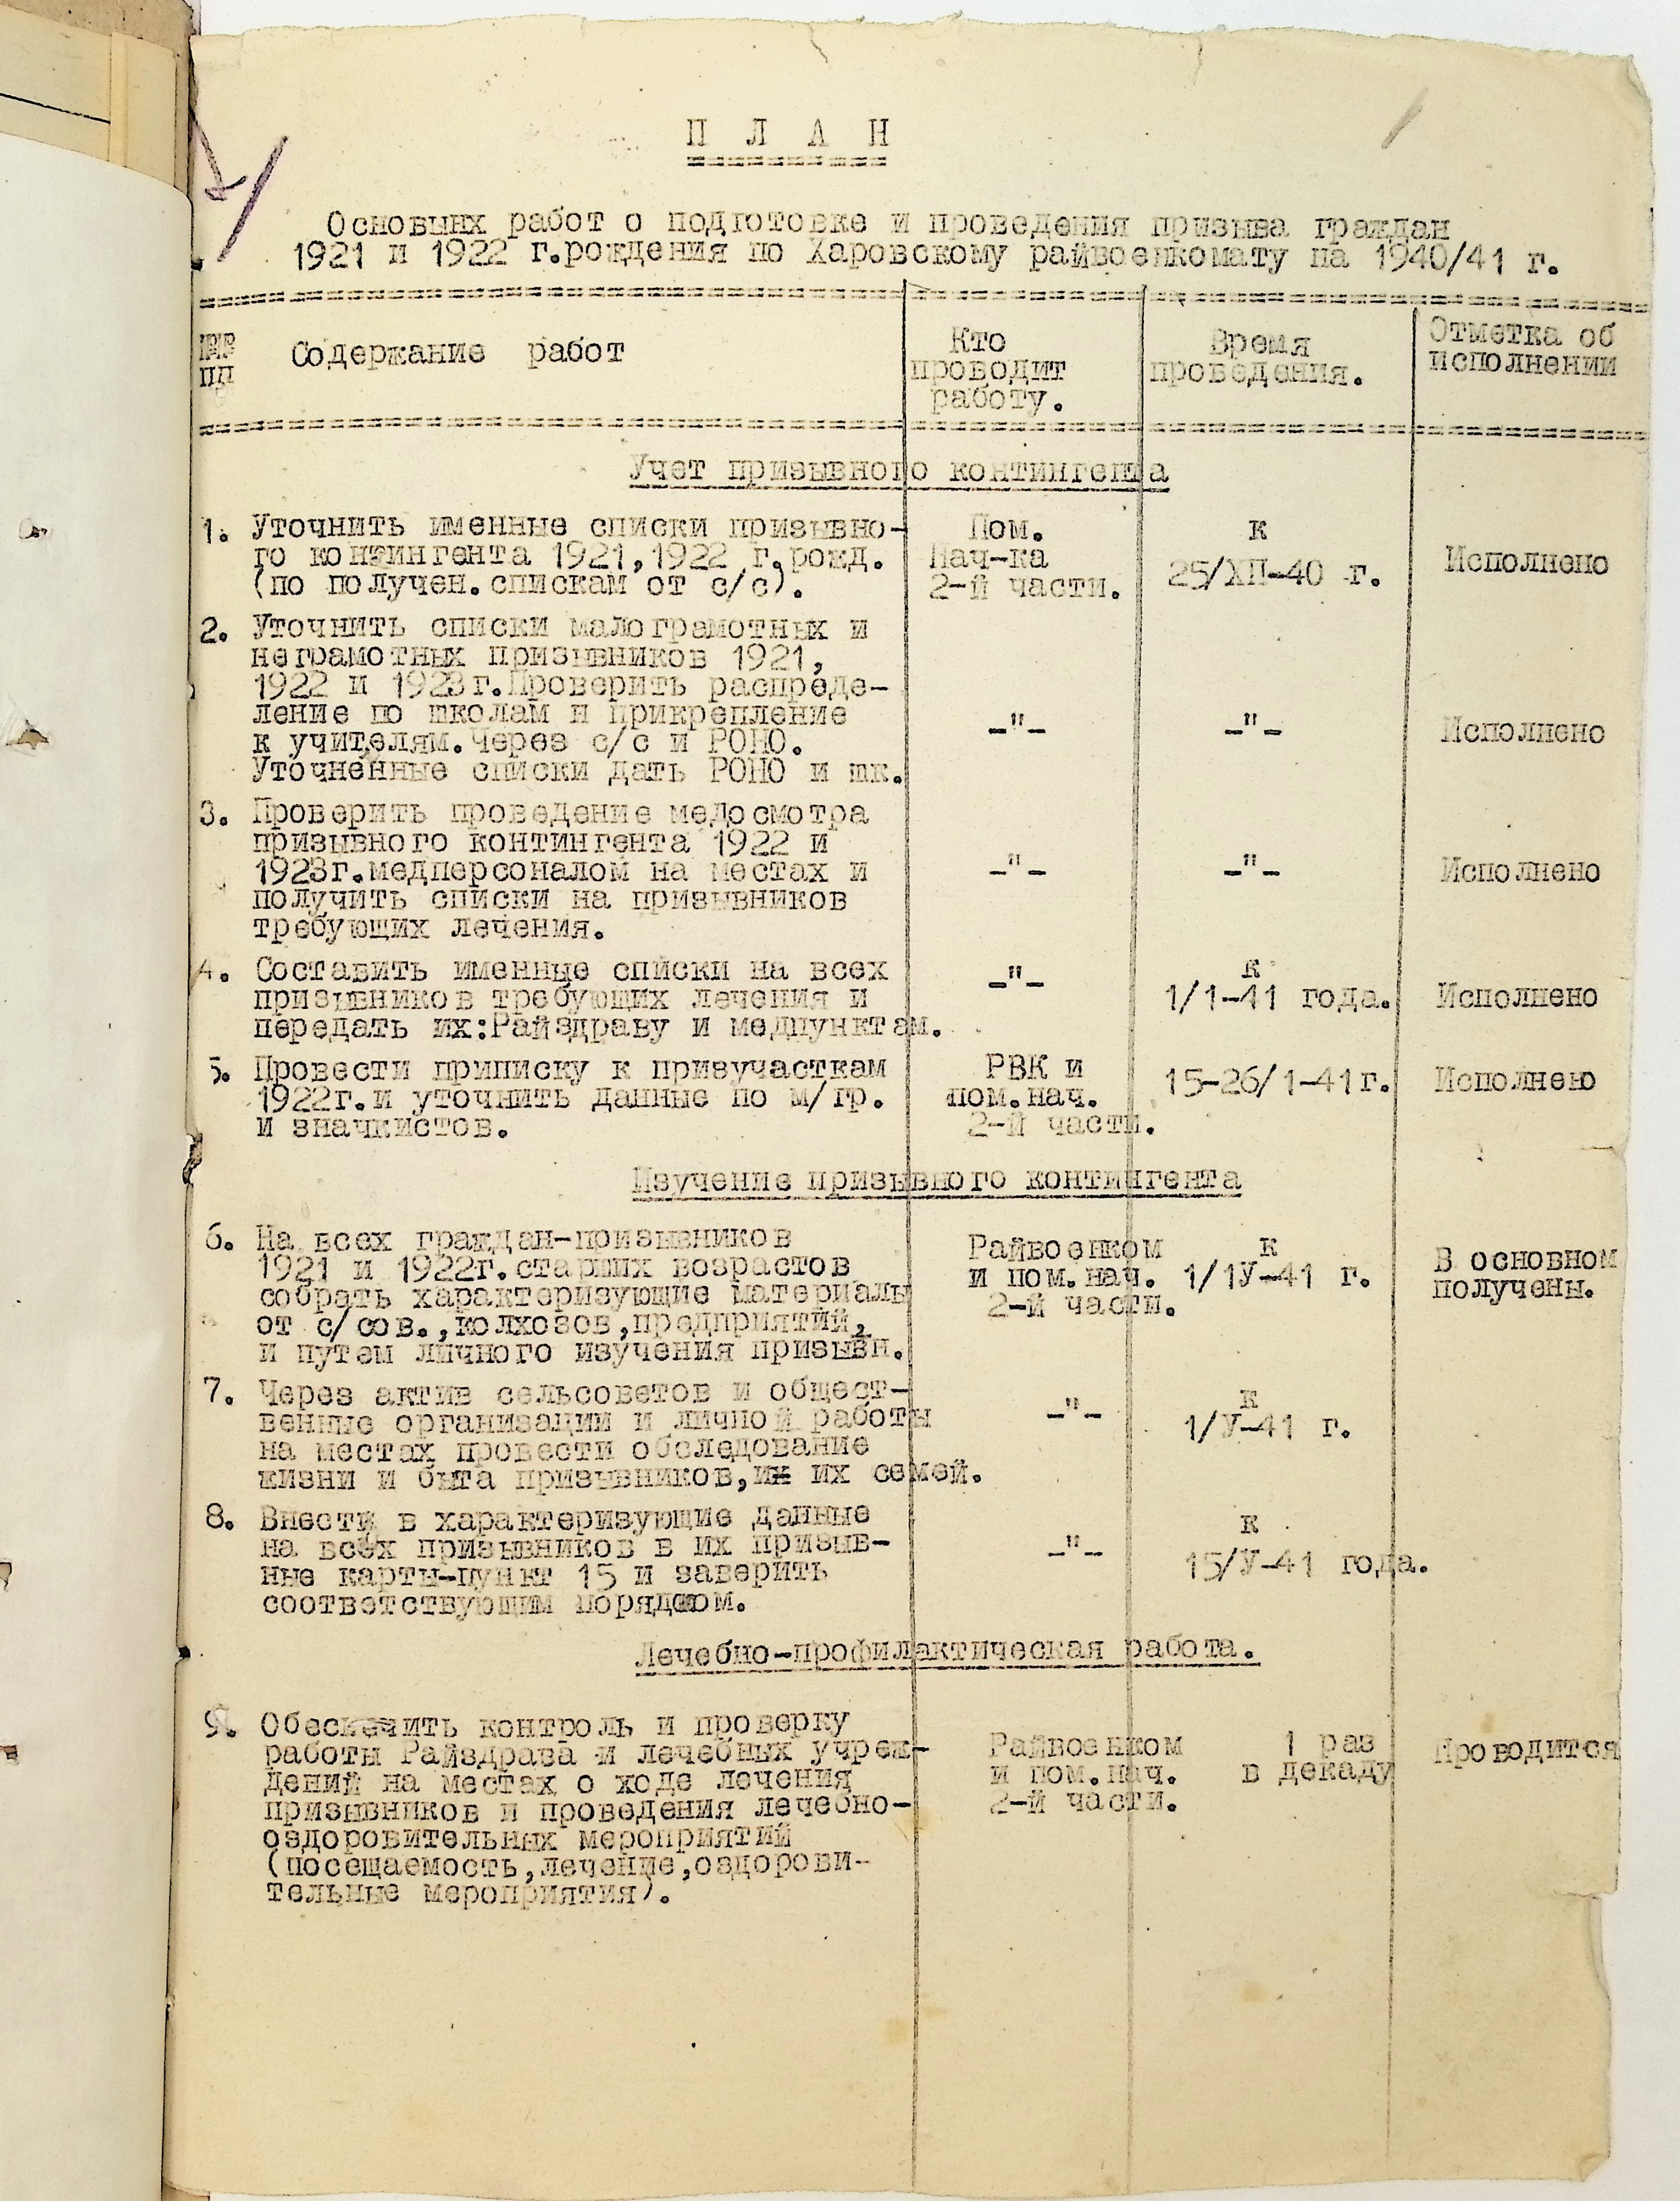 П Л А Н
Основынх работ о подготовке и проведения призыва граждан
1921 и 1922 г.рождения по Харовскому райвоенкомату на 1940/41 г.
№№ пп
Содержание работ
Кто проводит работу.
Время проведения.
Отметка об исполнении
Учет призывного контингента
1. Уточнить именные списки призывно-
го контингента 1921,1922 г.рожд.
(по получен.спискам от с/с).
Пом.
Нач-ка
2-й части.
к
25/ХП-40 г.
Исполнено
2. Уточнить списки малограмотных и
неграмотных призывников 1921,
1922 и 1923г.Проверить распреде-
ление по школам и прикрепление
к учителям.через с/с и РОНО.
Уточненные списки дать РОНО и шк.
-"-
-"-
Исполнено
3. Проверить проведение медосмотра
призывного контингента 1922 и
1923г.медперсоналом на местах и
получить списки на призывников
требующих лечения.
-"-
-"-
Исполнено
4. Составить именные списки на всех
призывников требующих лечения и
передать их:Райздраву и медпунктам.
-"-
к
1/1-41 года.
Исполнено
5. Провести приписку к призучасткам
1922г.и уточнить данные по м/гр.
и значкистов.
РВК и
пом.нач.
2-й части.
15-26/1-41г.
Исполнею
Изучение призывного контингента
6. На всех граждан-призывников
1921 и 1922г.старших возрастов
собрать характеризующие материалы
от с/сов.,колхозов,предприятий,
и путем личного изучения призывн.
Райвоенком
и пом.нач.
2-й части.
к
1/1У-41 г.
В основном
получены.
7. Через актив сельсоветов и общест-
венные организации и личной работы
на местах провести обследование
жизни и быта призывников,их их семей.
-"-
к
1/У-41 г.
8. Внести в характеризующие данные
на всех призывников в их призыв-
ные карты-пункт 15 и заверить
соответствующим порядком.
-"-
к
15/У-41 года.
Лечебно-профилактическая работа.
9. Обеспечить контроль и проверку
работы Райздрава и лечебных учреж-
дений на местах о ходе лечения
призывников и проведения лечебно-
оздоровительных мероприятий
(посещаемость,лечение,оздорови-
тельные мероприятия).
Райвоенком
и пом.нач.
2-й части.
1 раз
в декаду
Проводится